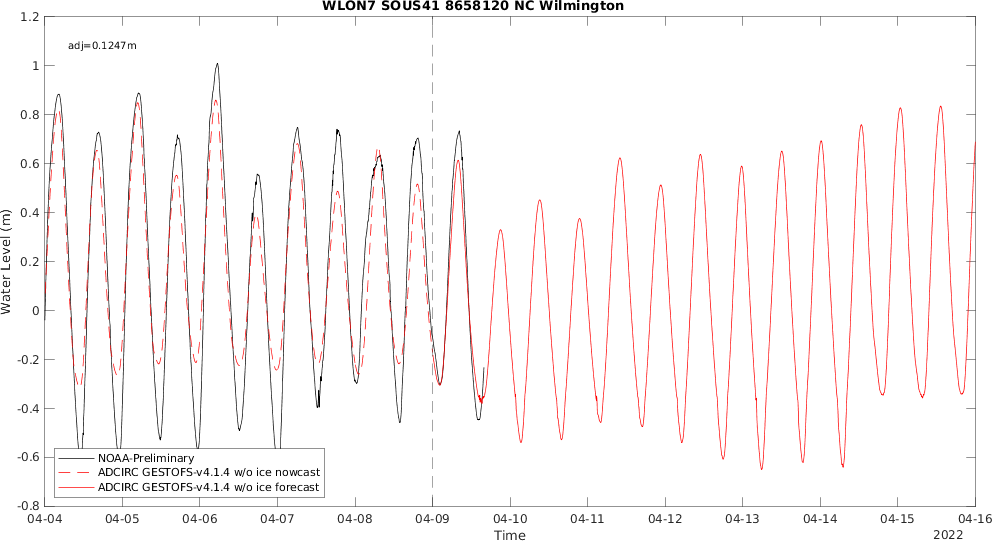 WLON7 SOUS41 8658120 NC Wilmington
adj=0.1247m
1.2
1
0.8
0.6
0.4
0.2
0
-0.2
-0.4
-0.6
-0.8
Water Level (m)
NOAA-Preliminary
ADCIRC GESTOFS-v4.1.4 w/o ice nowcast
ADCIRC GESTOFS-v4.1.4 w/o ice forecast
04-04 04-05 04-06 04-07 04-08 04-09 04-10 04-11 04-12 04-13 04-14 04-15 04-16
Time
2022